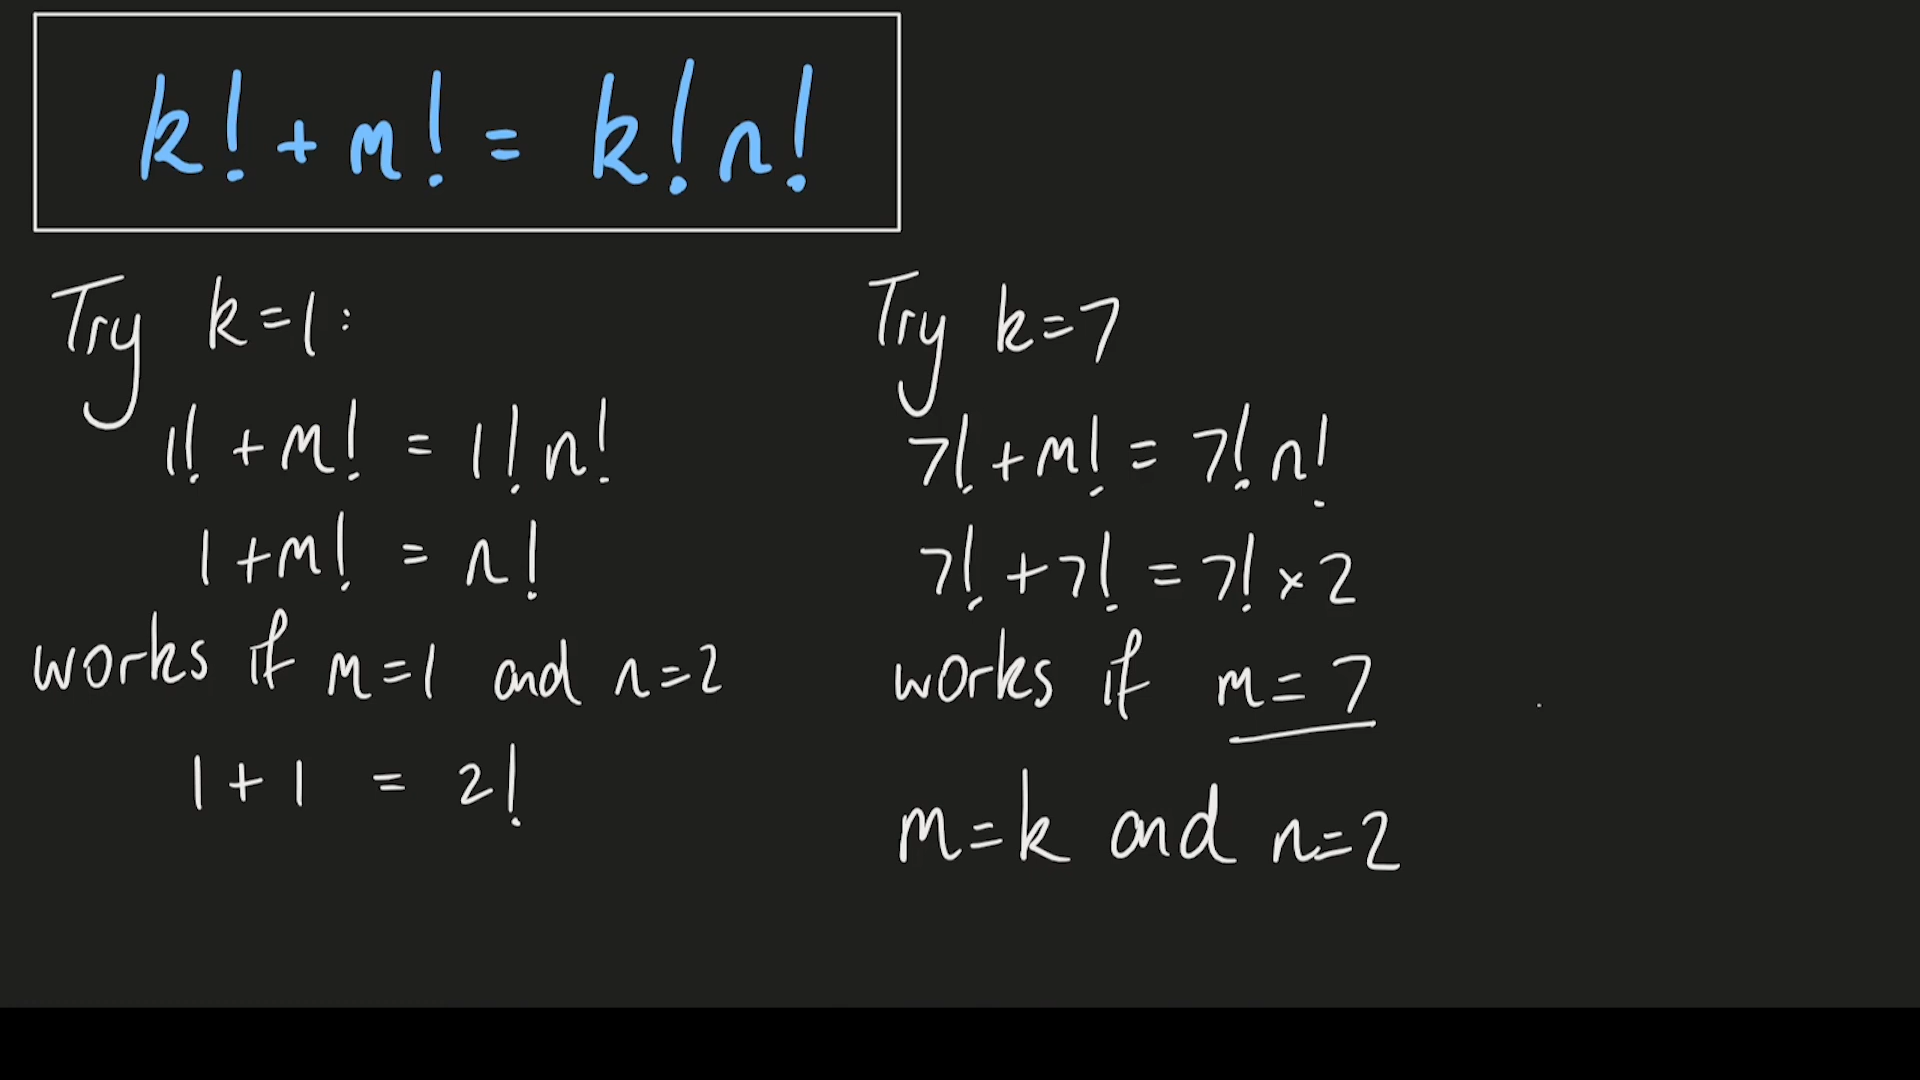 k! + m! = k! n!
Try k=1:
1! + m! = 1! n!
1 + m! = n!
works if m=1 and n=2
1 + 1 = 2!
Try k=7
7! + m! = 7! n!
7! + 7! = 7! × 2
works if m=7
m=k and n=2